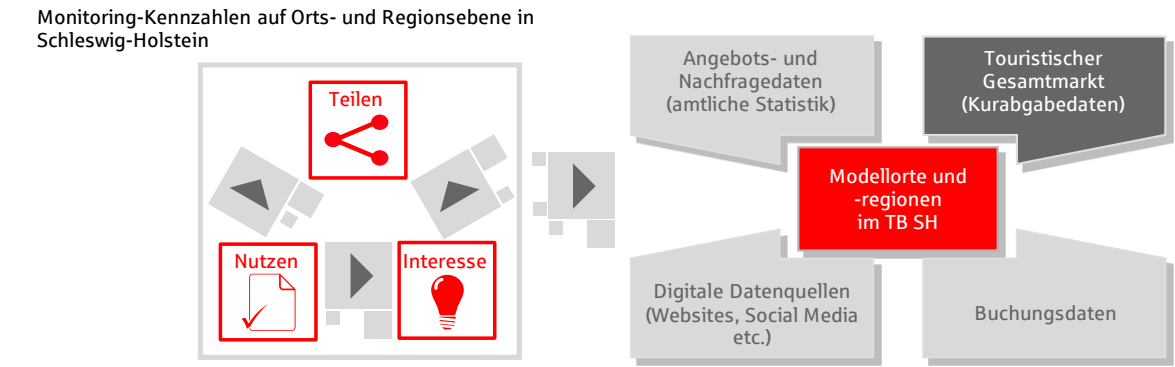 Monitoring-Kennzahlen auf Orts- und Regionsebene in
Schleswig-Holstein
Teilen
Nutzen
Interesse
Angebots- und
Nachfragedaten
(amtliche Statistik)
Touristischer
Gesamtmarkt
(Kurabgabedaten)
Modellorte und
-regionen
im TB SH
Digitale Datenquellen
(Websites, Social Media
etc.)
Buchungsdaten